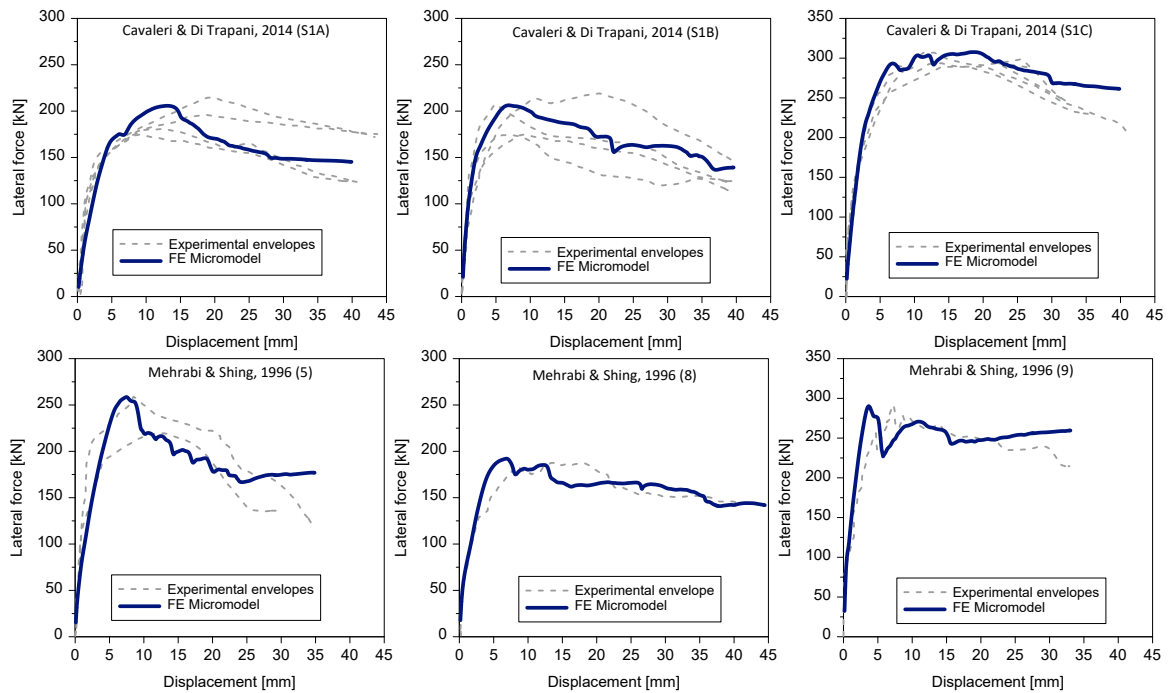 Cavaleri & Di Trapani, 2014 (S1A)
Lateral force [kN]
300
250
200
150
100
50
0
Experimental envelopes
FE Micromodel
0 5 10 15 20 25 30 35 40 45
Displacement [mm]
Cavaleri & Di Trapani, 2014 (S1B)
Lateral force [kN]
300
250
200
150
100
50
0
Experimental envelopes
FE Micromodel
0 5 10 15 20 25 30 35 40 45
Displacement [mm]
Cavaleri & Di Trapani, 2014 (S1C)
Lateral force [kN]
350
300
250
200
150
100
50
0
Experimental envelopes
FE Micromodel
0 5 10 15 20 25 30 35 40 45
Displacement [mm]
Mehrabi & Shing, 1996 (5)
Lateral force [kN]
300
250
200
150
100
50
0
Experimental envelopes
FE Micromodel
0 5 10 15 20 25 30 35 40 45
Displacement [mm]
Mehrabi & Shing, 1996 (8)
Lateral force [kN]
300
250
200
150
100
50
0
Experimental envelope
FE Micromodel
0 5 10 15 20 25 30 35 40 45
Displacement [mm]
Mehrabi & Shing, 1996 (9)
Lateral force [kN]
350
300
250
200
150
100
50
0
Experimental envelopes
FE Micromodel
0 5 10 15 20 25 30 35 40 45
Displacement [mm]